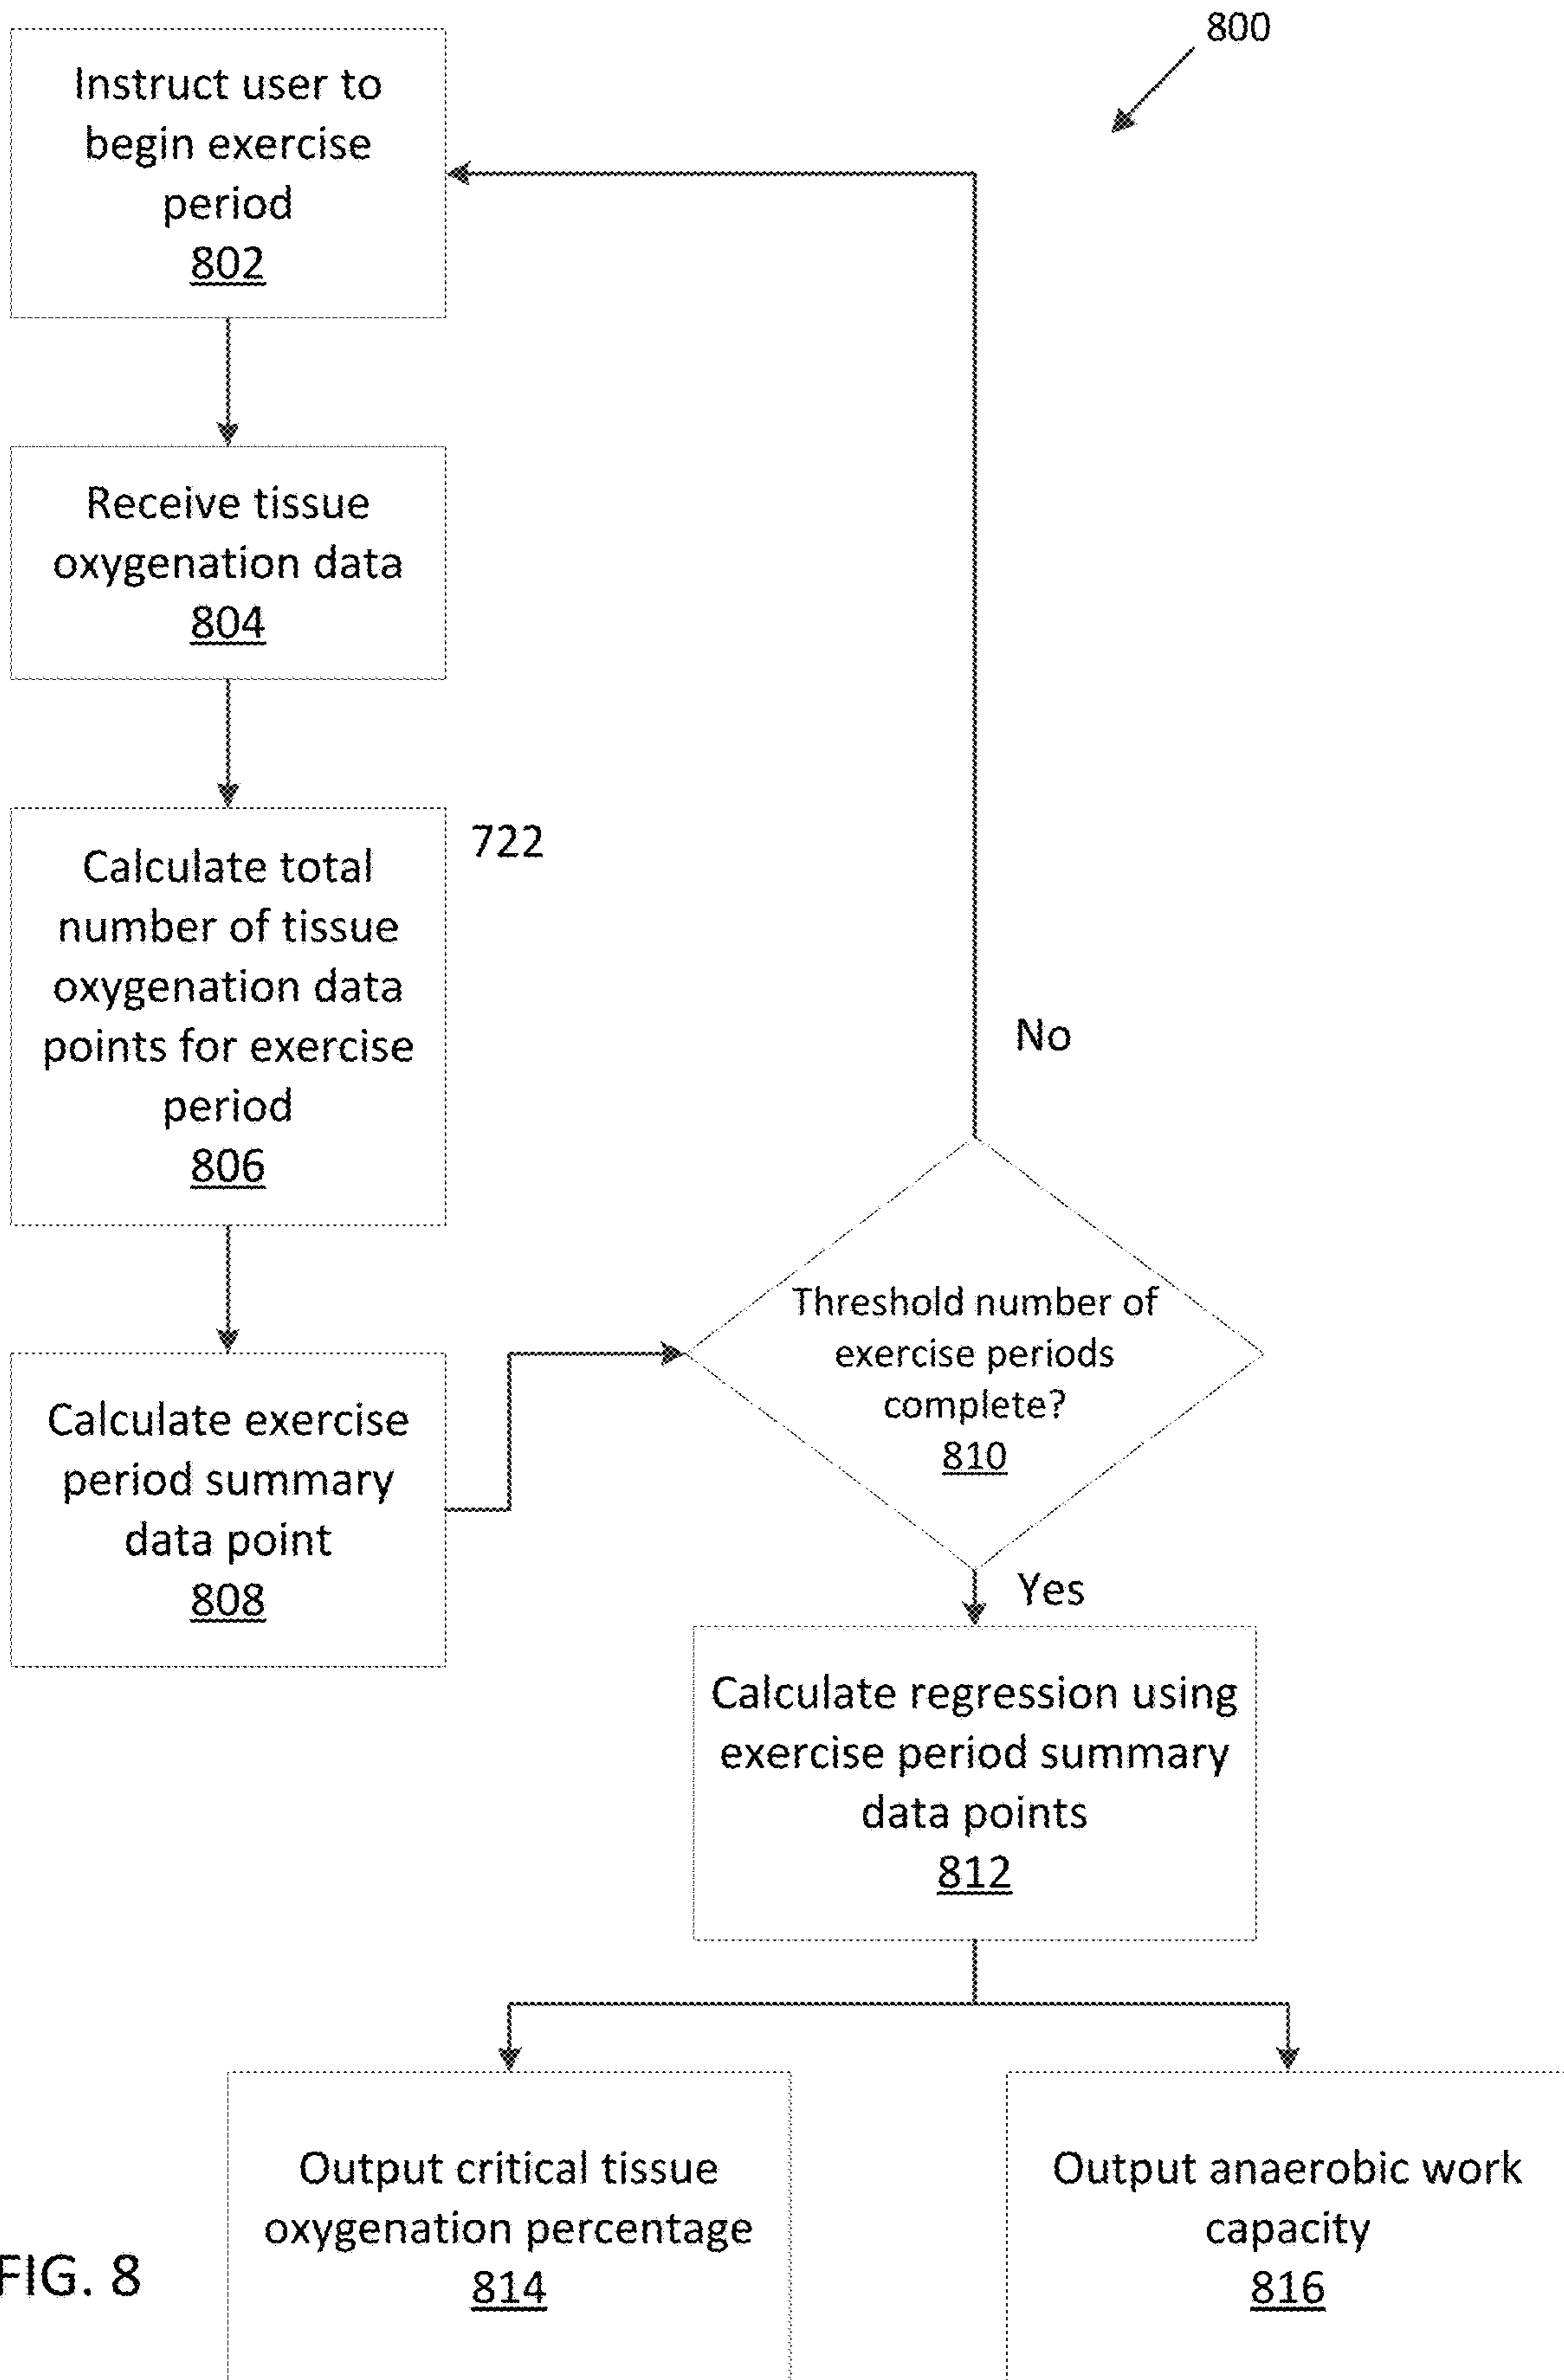 800
Instruct user to
begin exercise
period
802
Receive tissue
oxygenation data
804
722
Calculate total
number of tissue
oxygenation data
points for exercise
period
806
No
Threshold number of
exercise periods
complete?
810
Calculate exercise
period summary
data point
808
Yes
Calculate regression using
exercise period summary
data points
812
Output critical tissue
oxygenation percentage
814
Output anaerobic work
capacity
816
FIG. 8